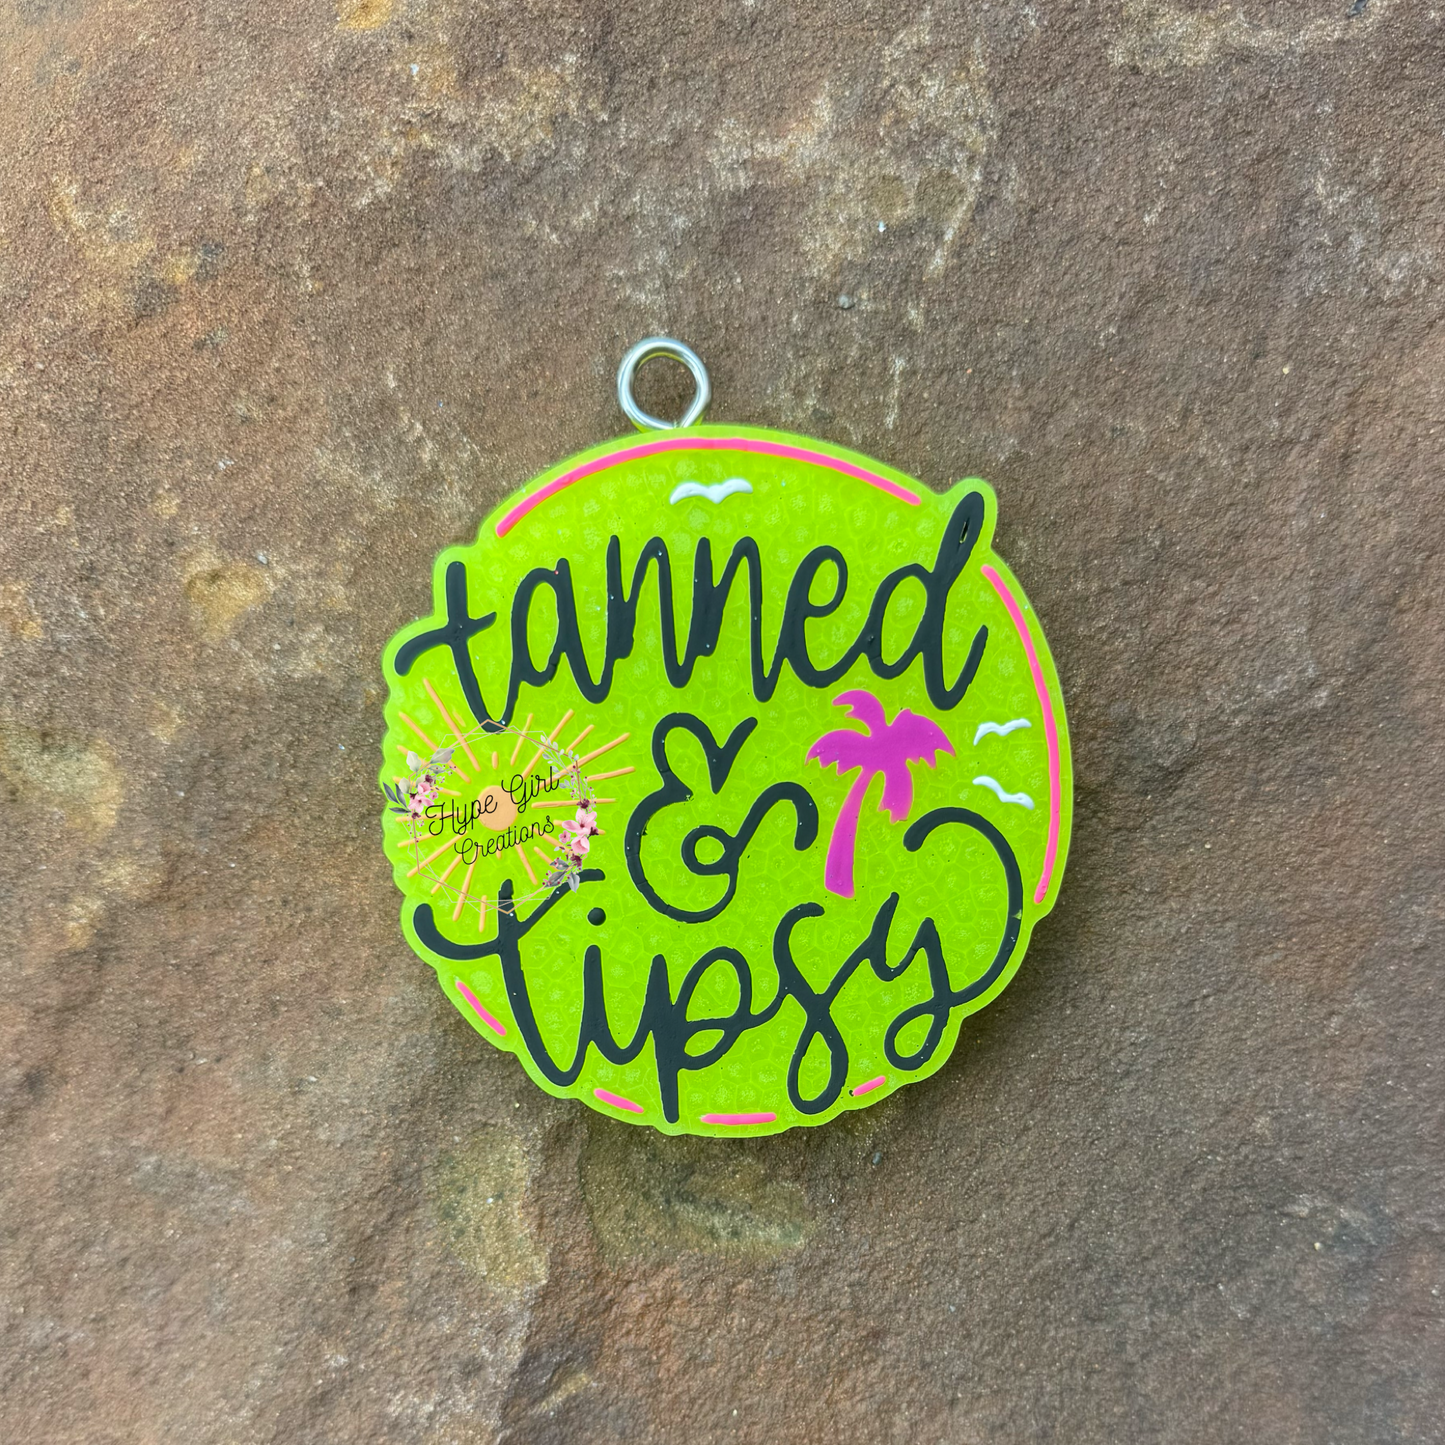 tanned
&
Hype Girl
Creations
tipsy